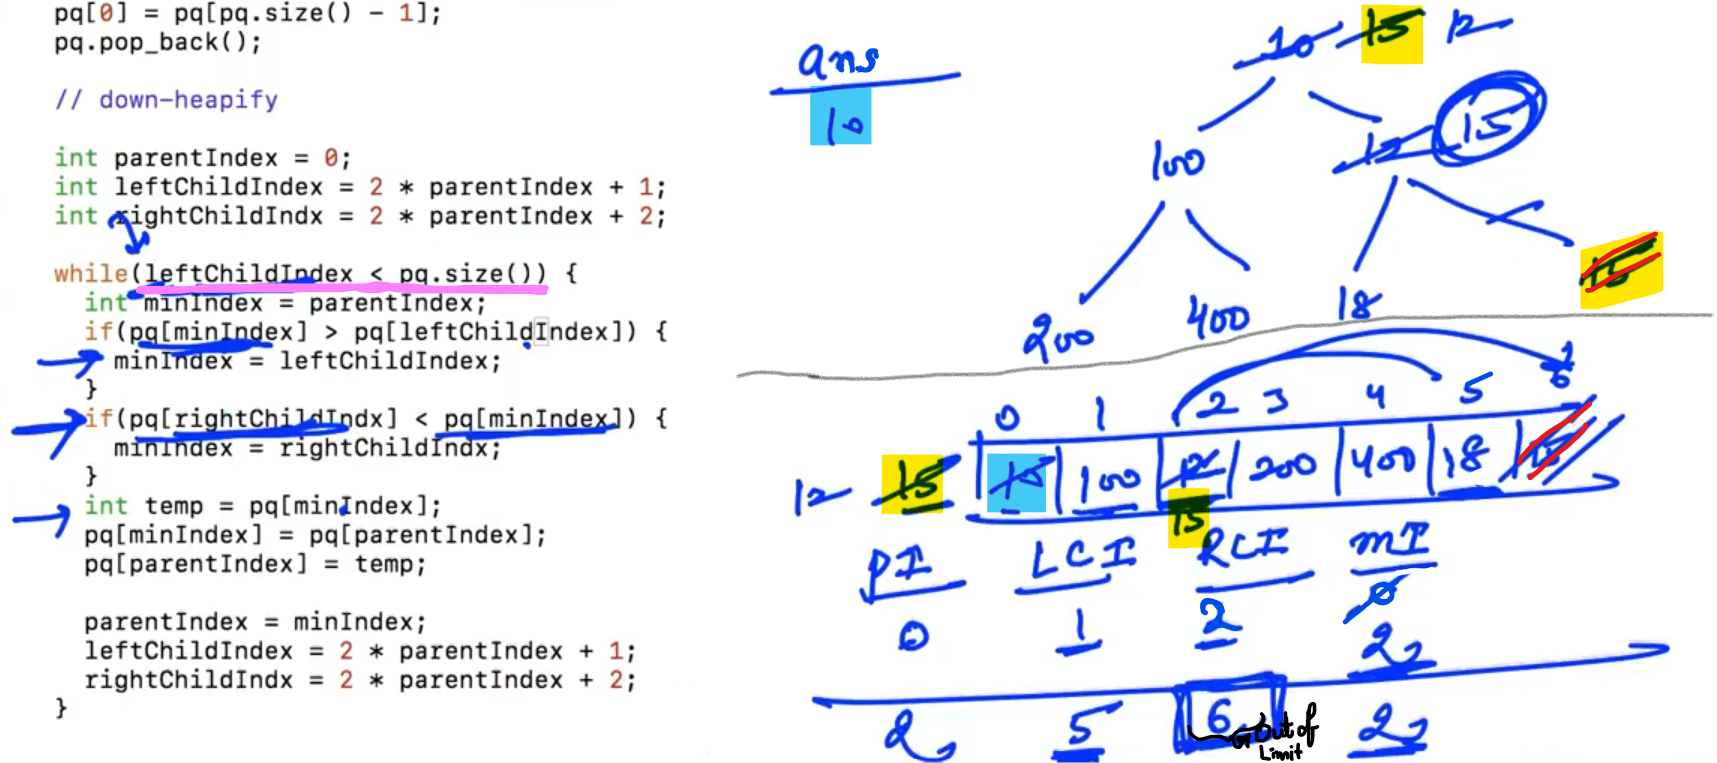 pq[0] = pq[pq.size() - 1];
pq.pop_back();
// down-heapify
int parentIndex = 0;
int leftChildIndex = 2 * parentIndex + 1;
int rightChildIndx = 2 * parentIndex + 2;
while(leftChildIndex < pq.size()) {
int minIndex = parentIndex;
if(pq[minIndex] > pq[leftChildIndex]) {
minIndex = leftChildIndex;
}
if(pq[rightChildIndx] < pq[minIndex]) {
minIndex = rightChildIndx;
}
int temp = pq[minIndex];
pq[minIndex] = pq[parentIndex];
pq[parentIndex] = temp;
parentIndex = minIndex;
leftChildIndex = 2 * parentIndex + 1;
rightChildIndx = 2 * parentIndex + 2;
}
ans
10
10 15 12
100 12 15
15
200 400 18
0 1 2 3 4 5 6
12 15 10 100 12 200 400 18 15
15
PI LCI RCI mI
0 1 2 0
2
2 5 6 out of 2
Limit